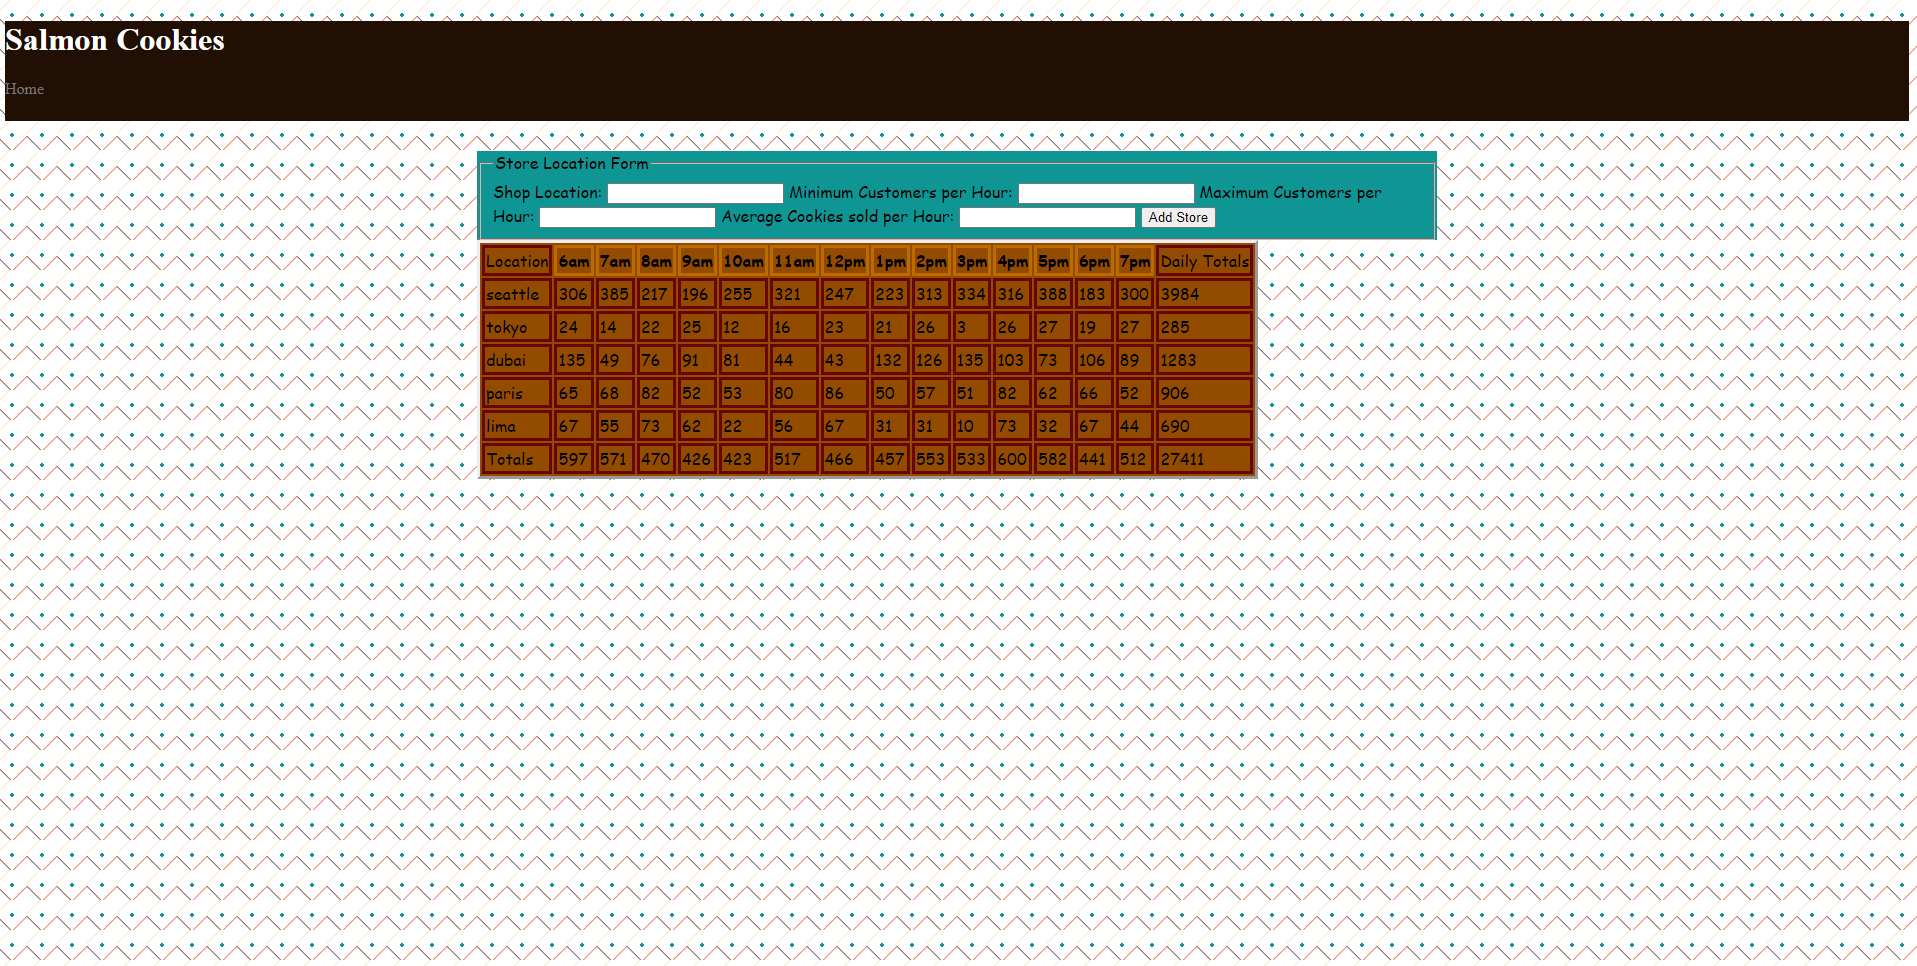 Salmon Cookies
Home
Store Location Form
Shop Location: Minimum Customers per Hour: Maximum Customers per
Hour: Average Cookies sold per Hour: Add Store
Location 6am 7am 8am 9am 10am 11am 12pm 1pm 2pm 3pm 4pm 5pm 6pm 7pm Daily Totals
seattle 306 385 217 196 255 321 247 223 313 334 316 388 183 300 3984
tokyo 24 14 22 25 12 16 23 21 26 3 26 27 19 27 285
dubai 135 49 76 91 81 44 43 132 126 135 103 73 106 89 1283
paris 65 68 82 52 53 80 86 50 57 51 82 62 66 52 906
lima 67 55 73 62 22 56 67 31 31 10 73 32 67 44 690
Totals 597 571 470 426 423 517 466 457 553 533 600 582 441 512 27411